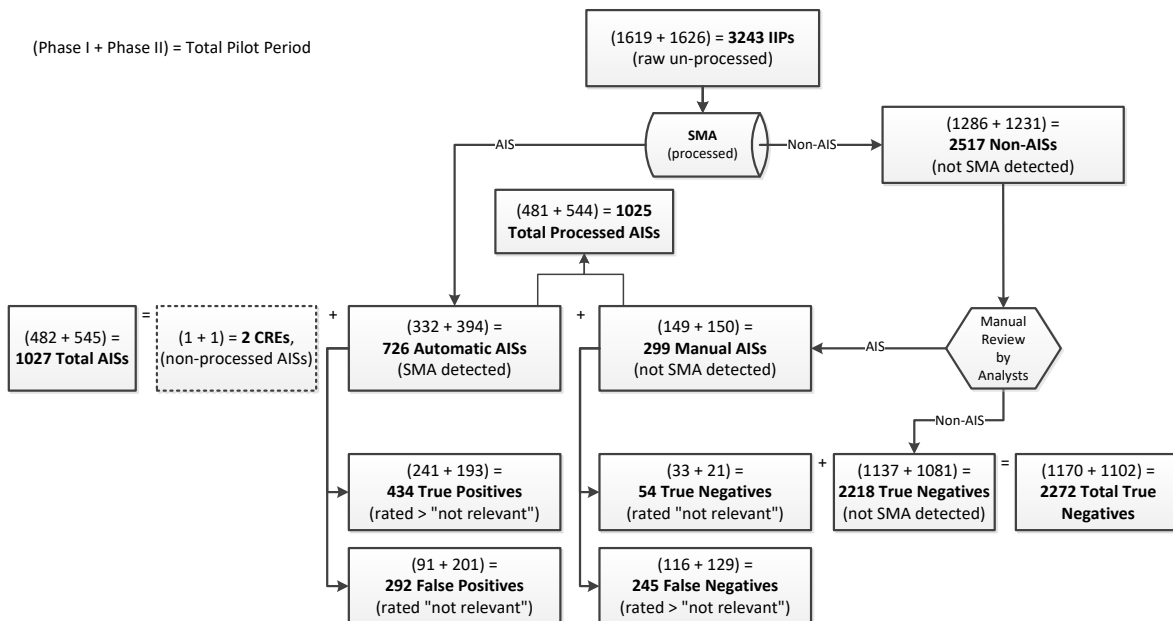 (Phase I + Phase II) = Total Pilot Period
(1619 + 1626) = 3243 IIPs
(raw un-processed)
SMA
(processed)
AIS
Non-AIS
(1286 + 1231) =
2517 Non-AISs
(not SMA detected)
(481 + 544) = 1025
Total Processed AISs
(482 + 545) =
1027 Total AISs
=
(1 + 1) = 2 CREs,
(non-processed AISs)
+
(332 + 394) =
726 Automatic AISs
(SMA detected)
+
(149 + 150) =
299 Manual AISs
(not SMA detected)
AIS
Manual
Review
by
Analysts
Non-AIS
(241 + 193) =
434 True Positives
(rated > "not relevant")
(33 + 21) =
54 True Negatives
(rated "not relevant")
+
(1137 + 1081) =
2218 True Negatives
(not SMA detected)
=
(1170 + 1102) =
2272 Total True
Negatives
(91 + 201) =
292 False Positives
(rated "not relevant")
(116 + 129) =
245 False Negatives
(rated > "not relevant")